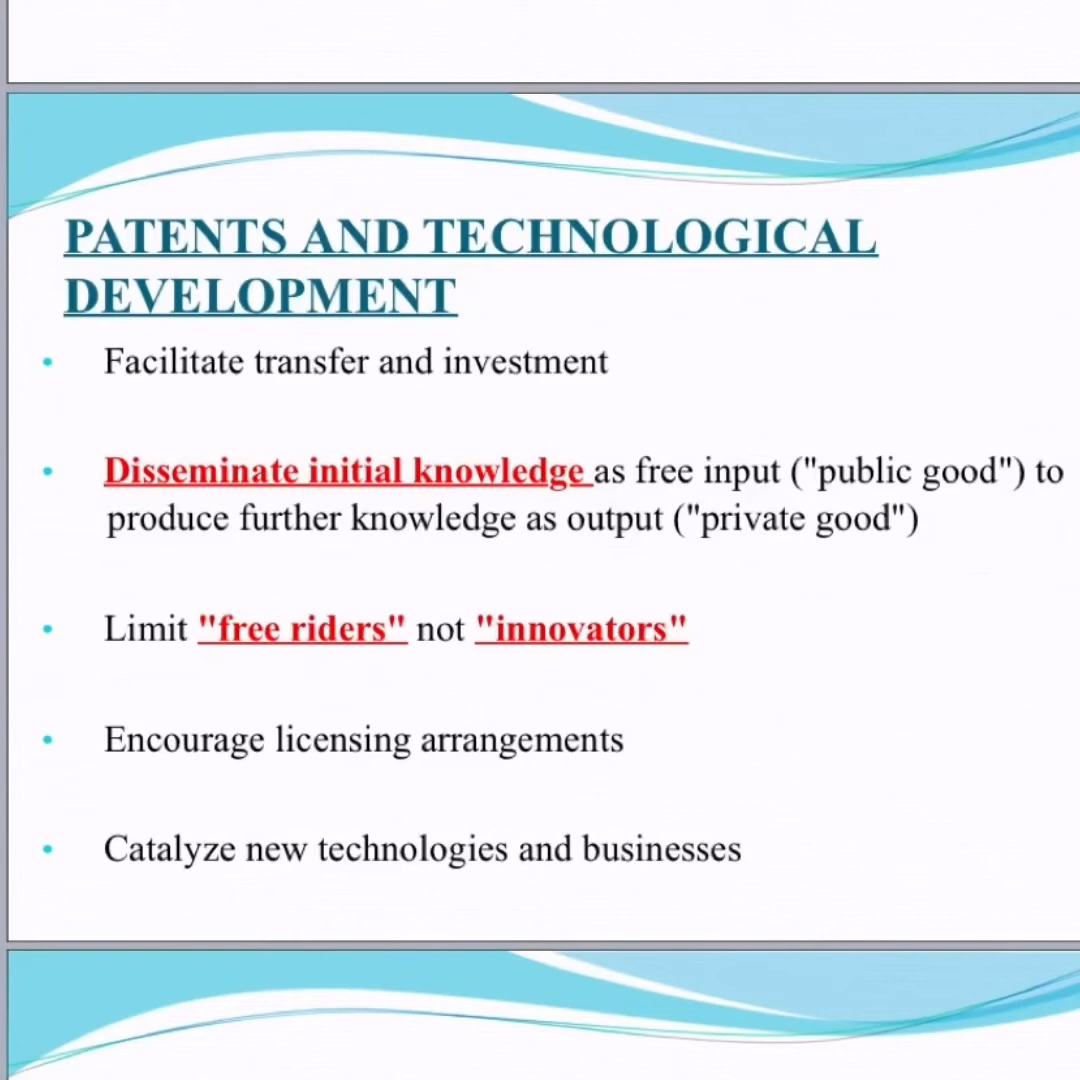 PATENTS AND TECHNOLOGICAL
DEVELOPMENT
• Facilitate transfer and investment
• Disseminate initial knowledge as free input ("public good") to
produce further knowledge as output ("private good")
• Limit "free riders" not "innovators"
• Encourage licensing arrangements
• Catalyze new technologies and businesses